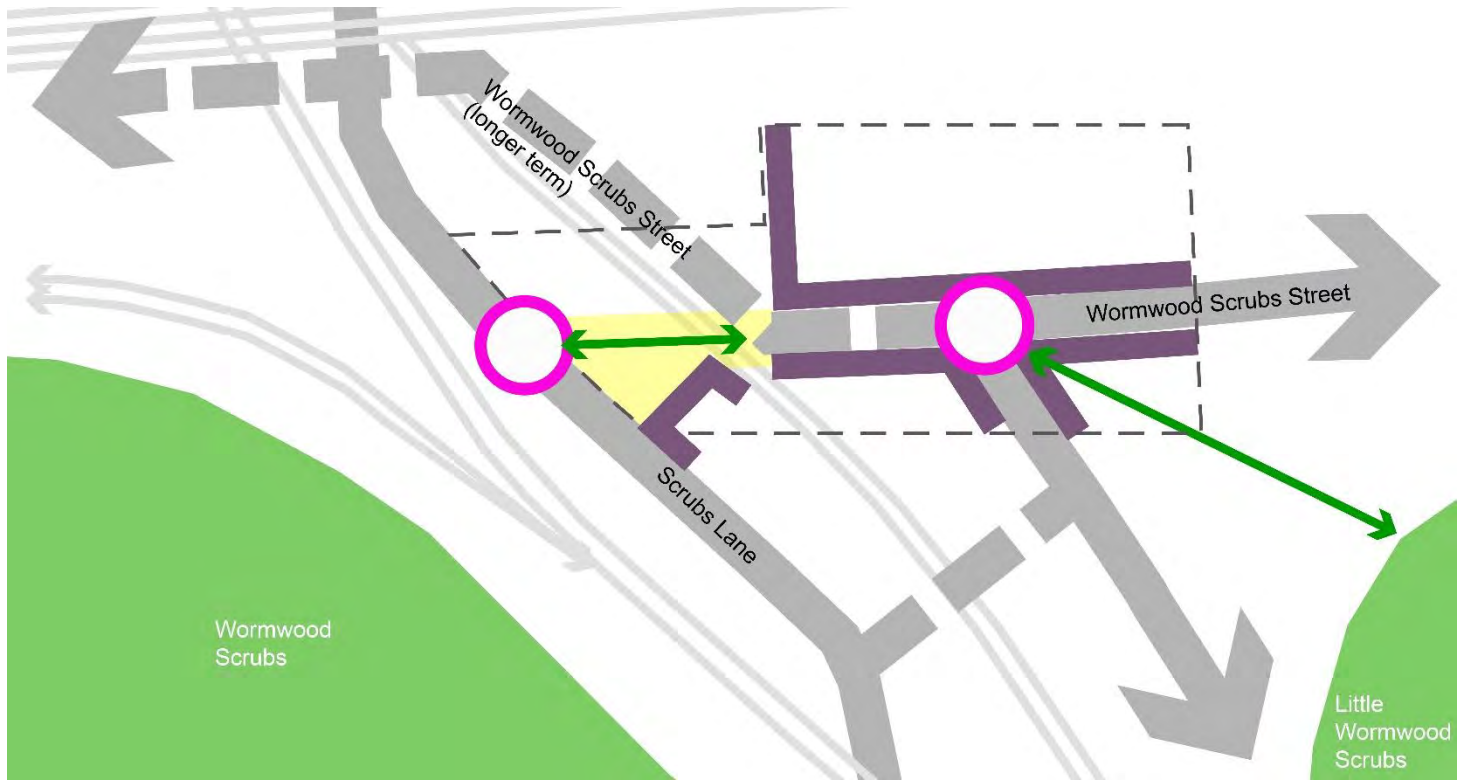 Wormwood Scrubs Street
(longer term)
Wormwood Scrubs Street
Scrubs Lane
Wormwood
Scrubs
Little
Wormwood
Scrubs